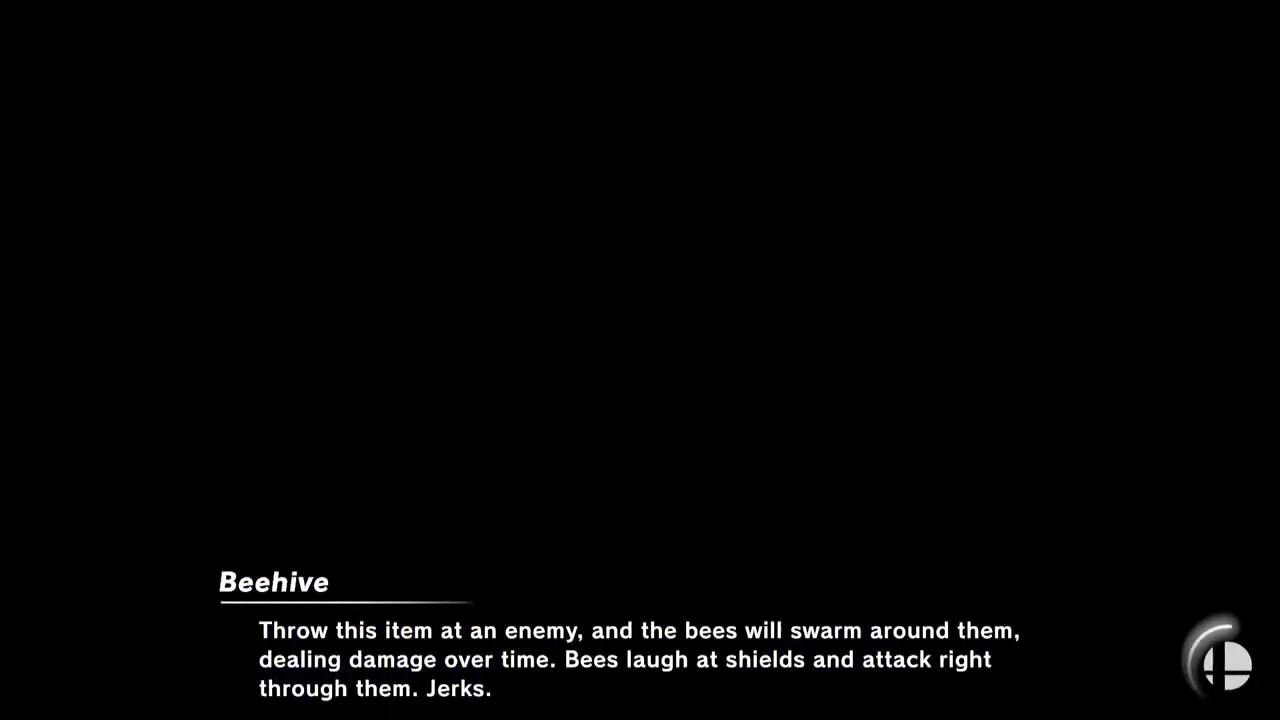 Beehive
Throw this item at an enemy, and the bees will swarm around them,
dealing damage over time. Bees laugh at shields and attack right
through them. Jerks.